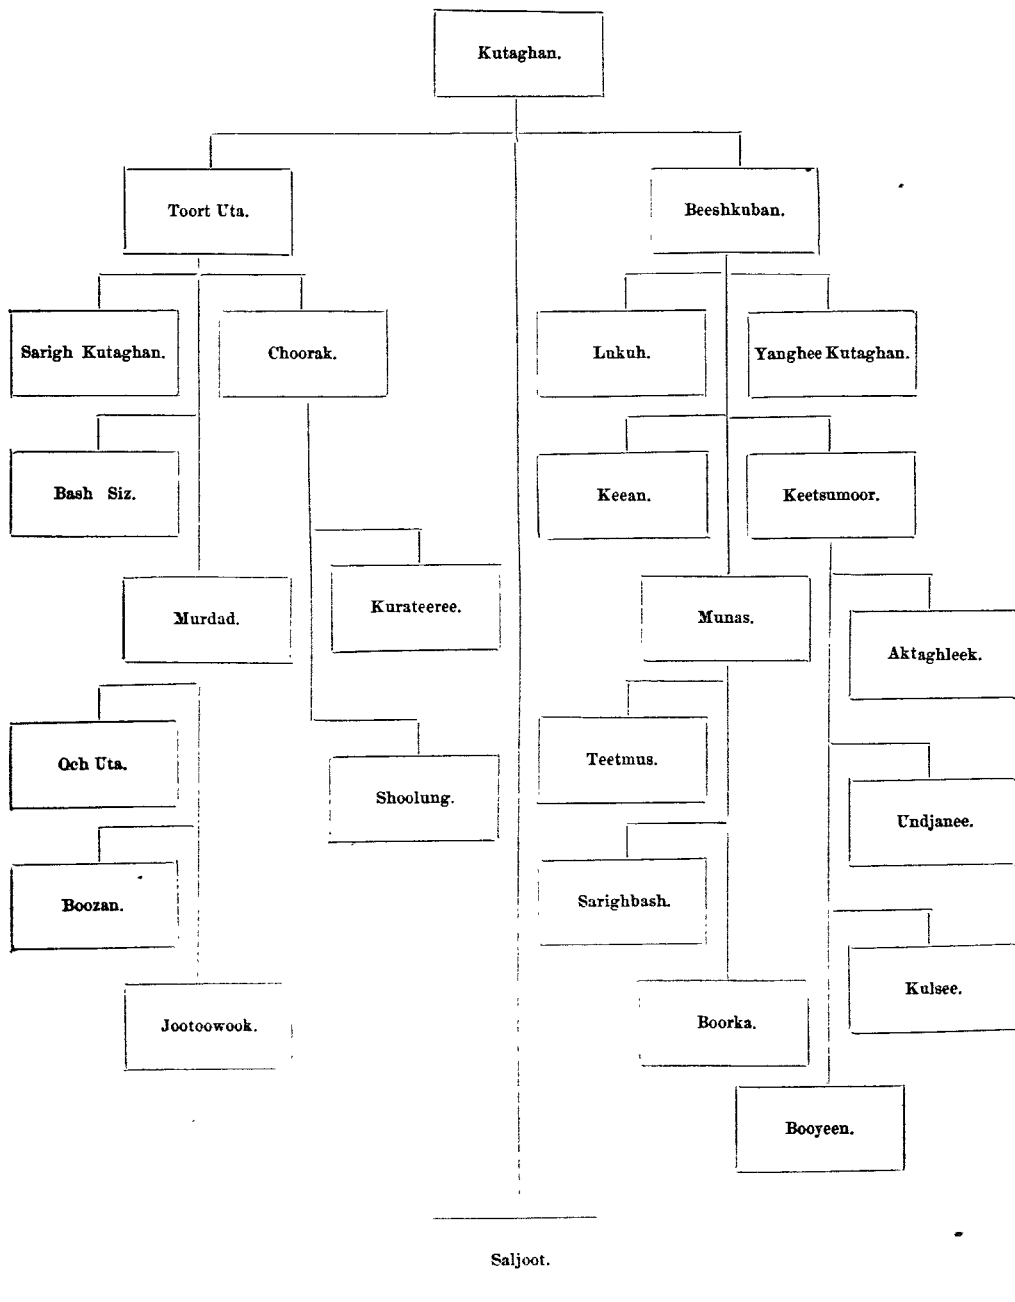 Kutaghan.
Toort Uta.
Beeshkuban.
Sarigh Kutaghan.
Choorak.
Lukuh.
Yanghee Kutaghan.
Bash Siz.
Keean.
Keetsumoor.
Murdad.
Kurateeree.
Munas.
Aktaghleek.
Och Uta.
Shoolung.
Teetmus.
Undjanee.
Boozan.
Sarighbash.
Kulsee.
Jootoowook.
Boorka.
Booyeen.
Saljoot.